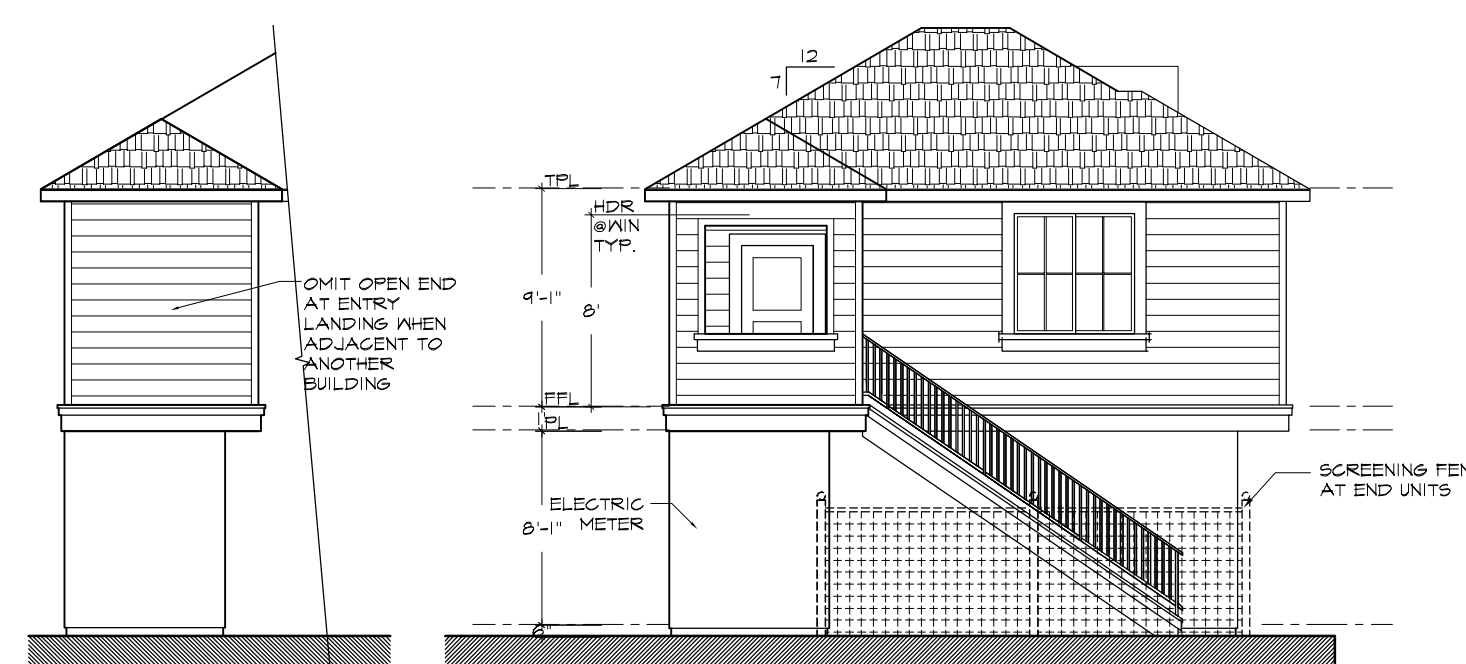 12
7
TPL
HDR
@WIN
TYP.
OMIT OPEN END
AT ENTRY
LANDING WHEN
ADJACENT TO
ANOTHER
BUILDING
9'-1"
8'
FFL
PL
SCREENING FEN
AT END UNITS
ELECTRIC
METER
8'-1"
6"